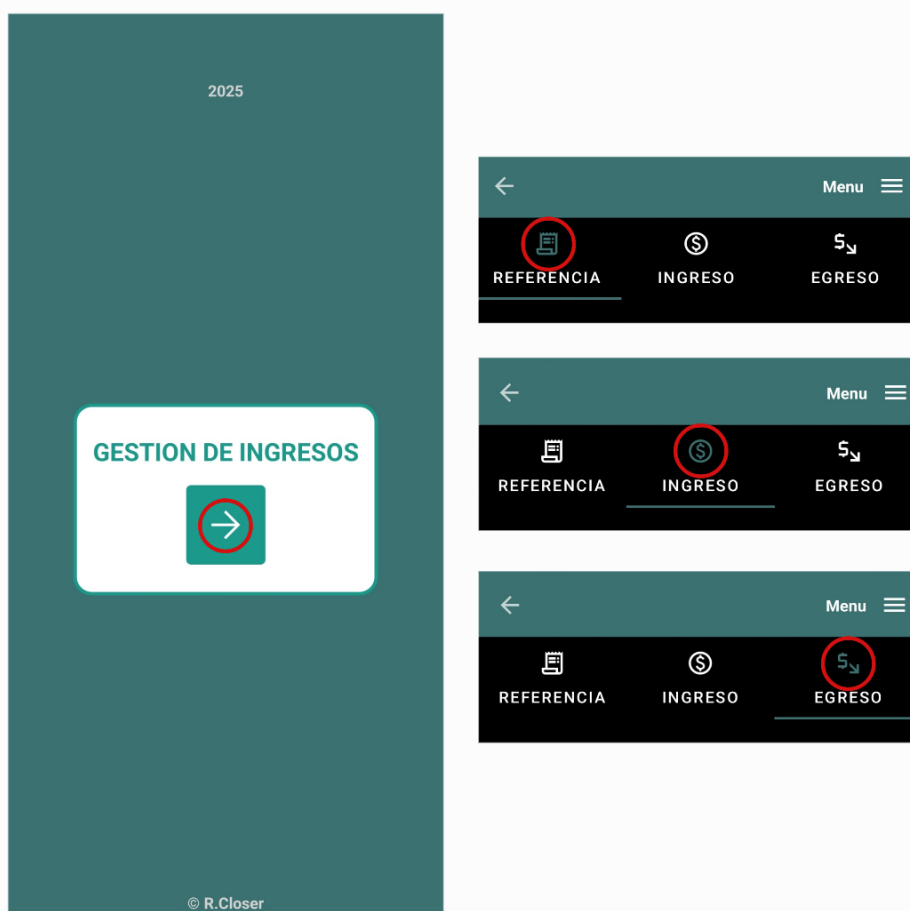 2025
GESTION DE INGRESOS
© R.Closer
Menu
REFERENCIA INGRESO EGRESO
Menu
REFERENCIA INGRESO EGRESO
Menu
REFERENCIA INGRESO EGRESO